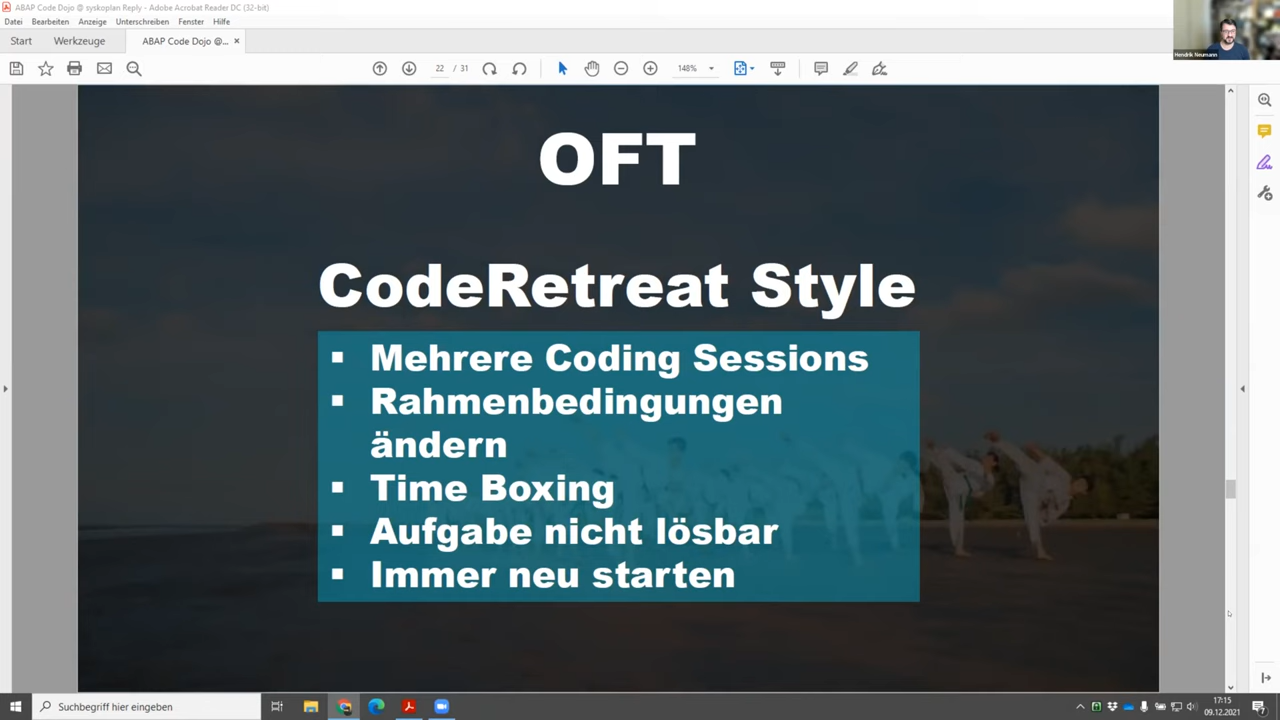 ABAP Code Dojo @ syskoplan Reply - Adobe Acrobat Reader DC (32-bit)
Datei Bearbeiten Anzeige Unterschreiben Fenster Hilfe
Start Werkzeuge ABAP Code Dojo @... ×
22 / 31 148%
Hendrik Neumann
OFT
CodeRetreat Style
▪ Mehrere Coding Sessions
▪ Rahmenbedingungen
ändern
▪ Time Boxing
▪ Aufgabe nicht lösbar
▪ Immer neu starten
Suchbegriff hier eingeben
17:15
09.12.2021